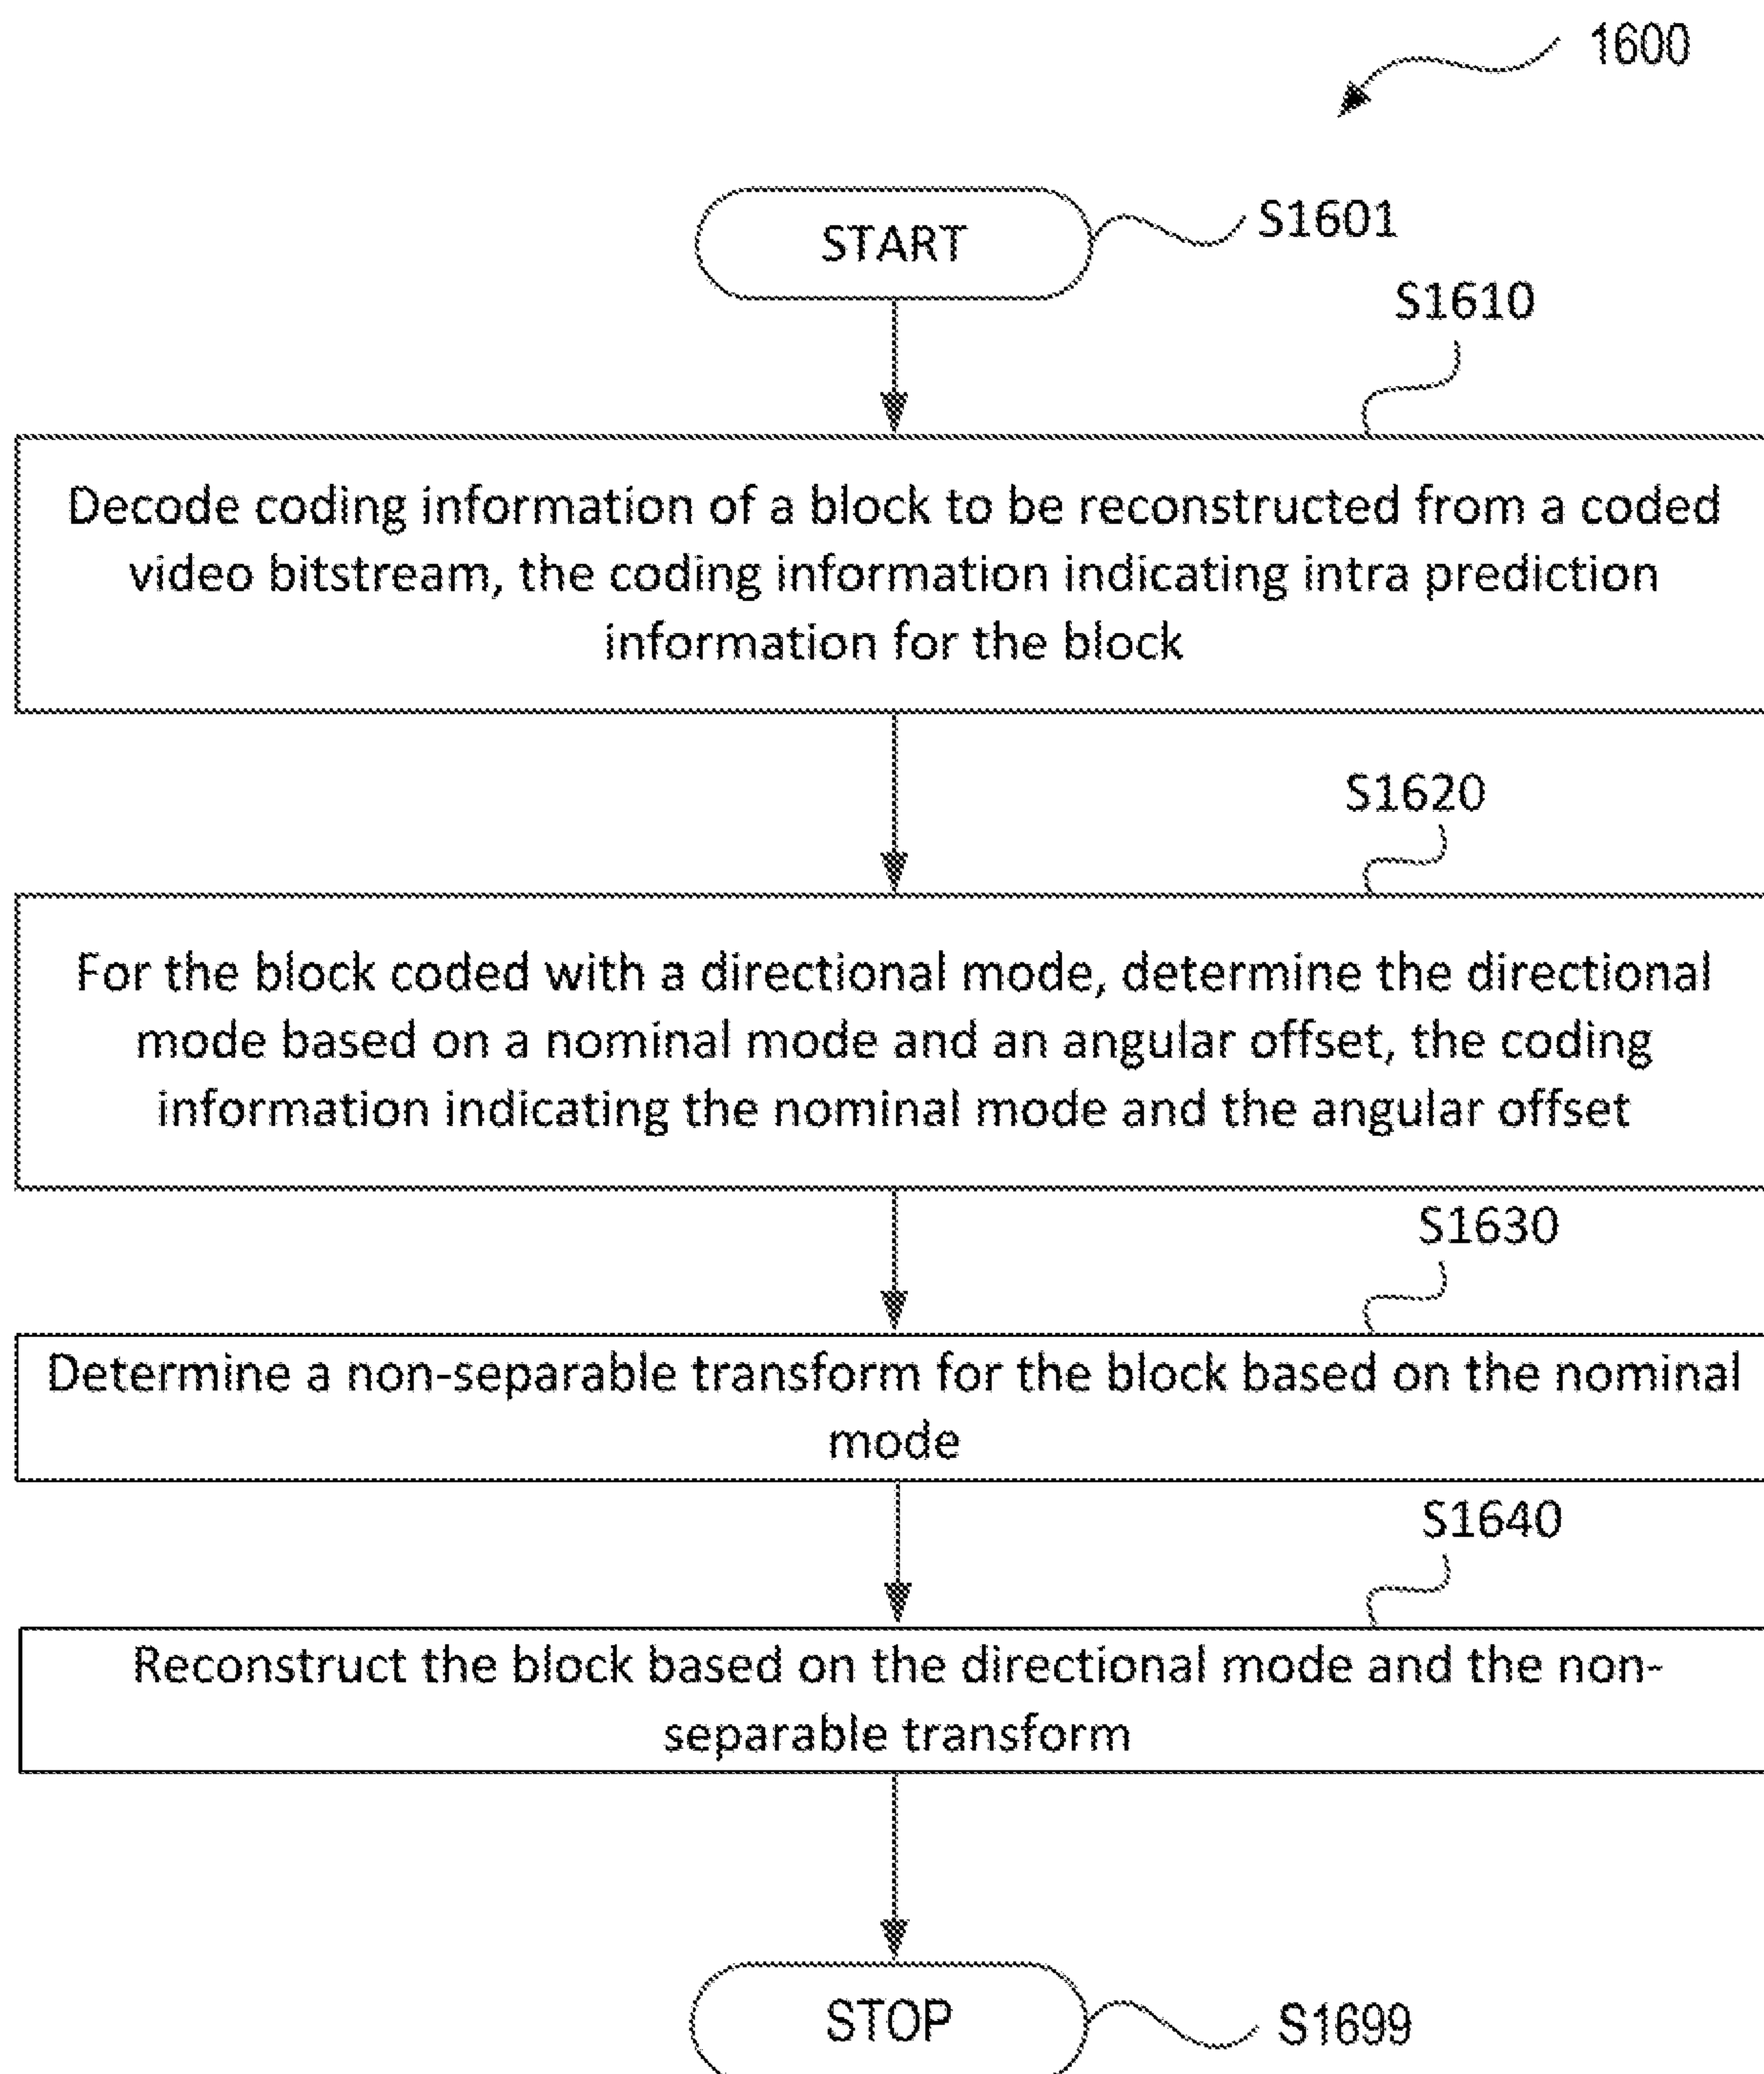 1600
START
S1601
S1610
Decode coding information of a block to be reconstructed from a coded
video bitstream, the coding information indicating intra prediction
information for the block
S1620
For the block coded with a directional mode, determine the directional
mode based on a nominal mode and an angular offset, the coding
information indicating the nominal mode and the angular offset
S1630
Determine a non-separable transform for the block based on the nominal
mode
S1640
Reconstruct the block based on the directional mode and the non-
separable transform
STOP
S1699